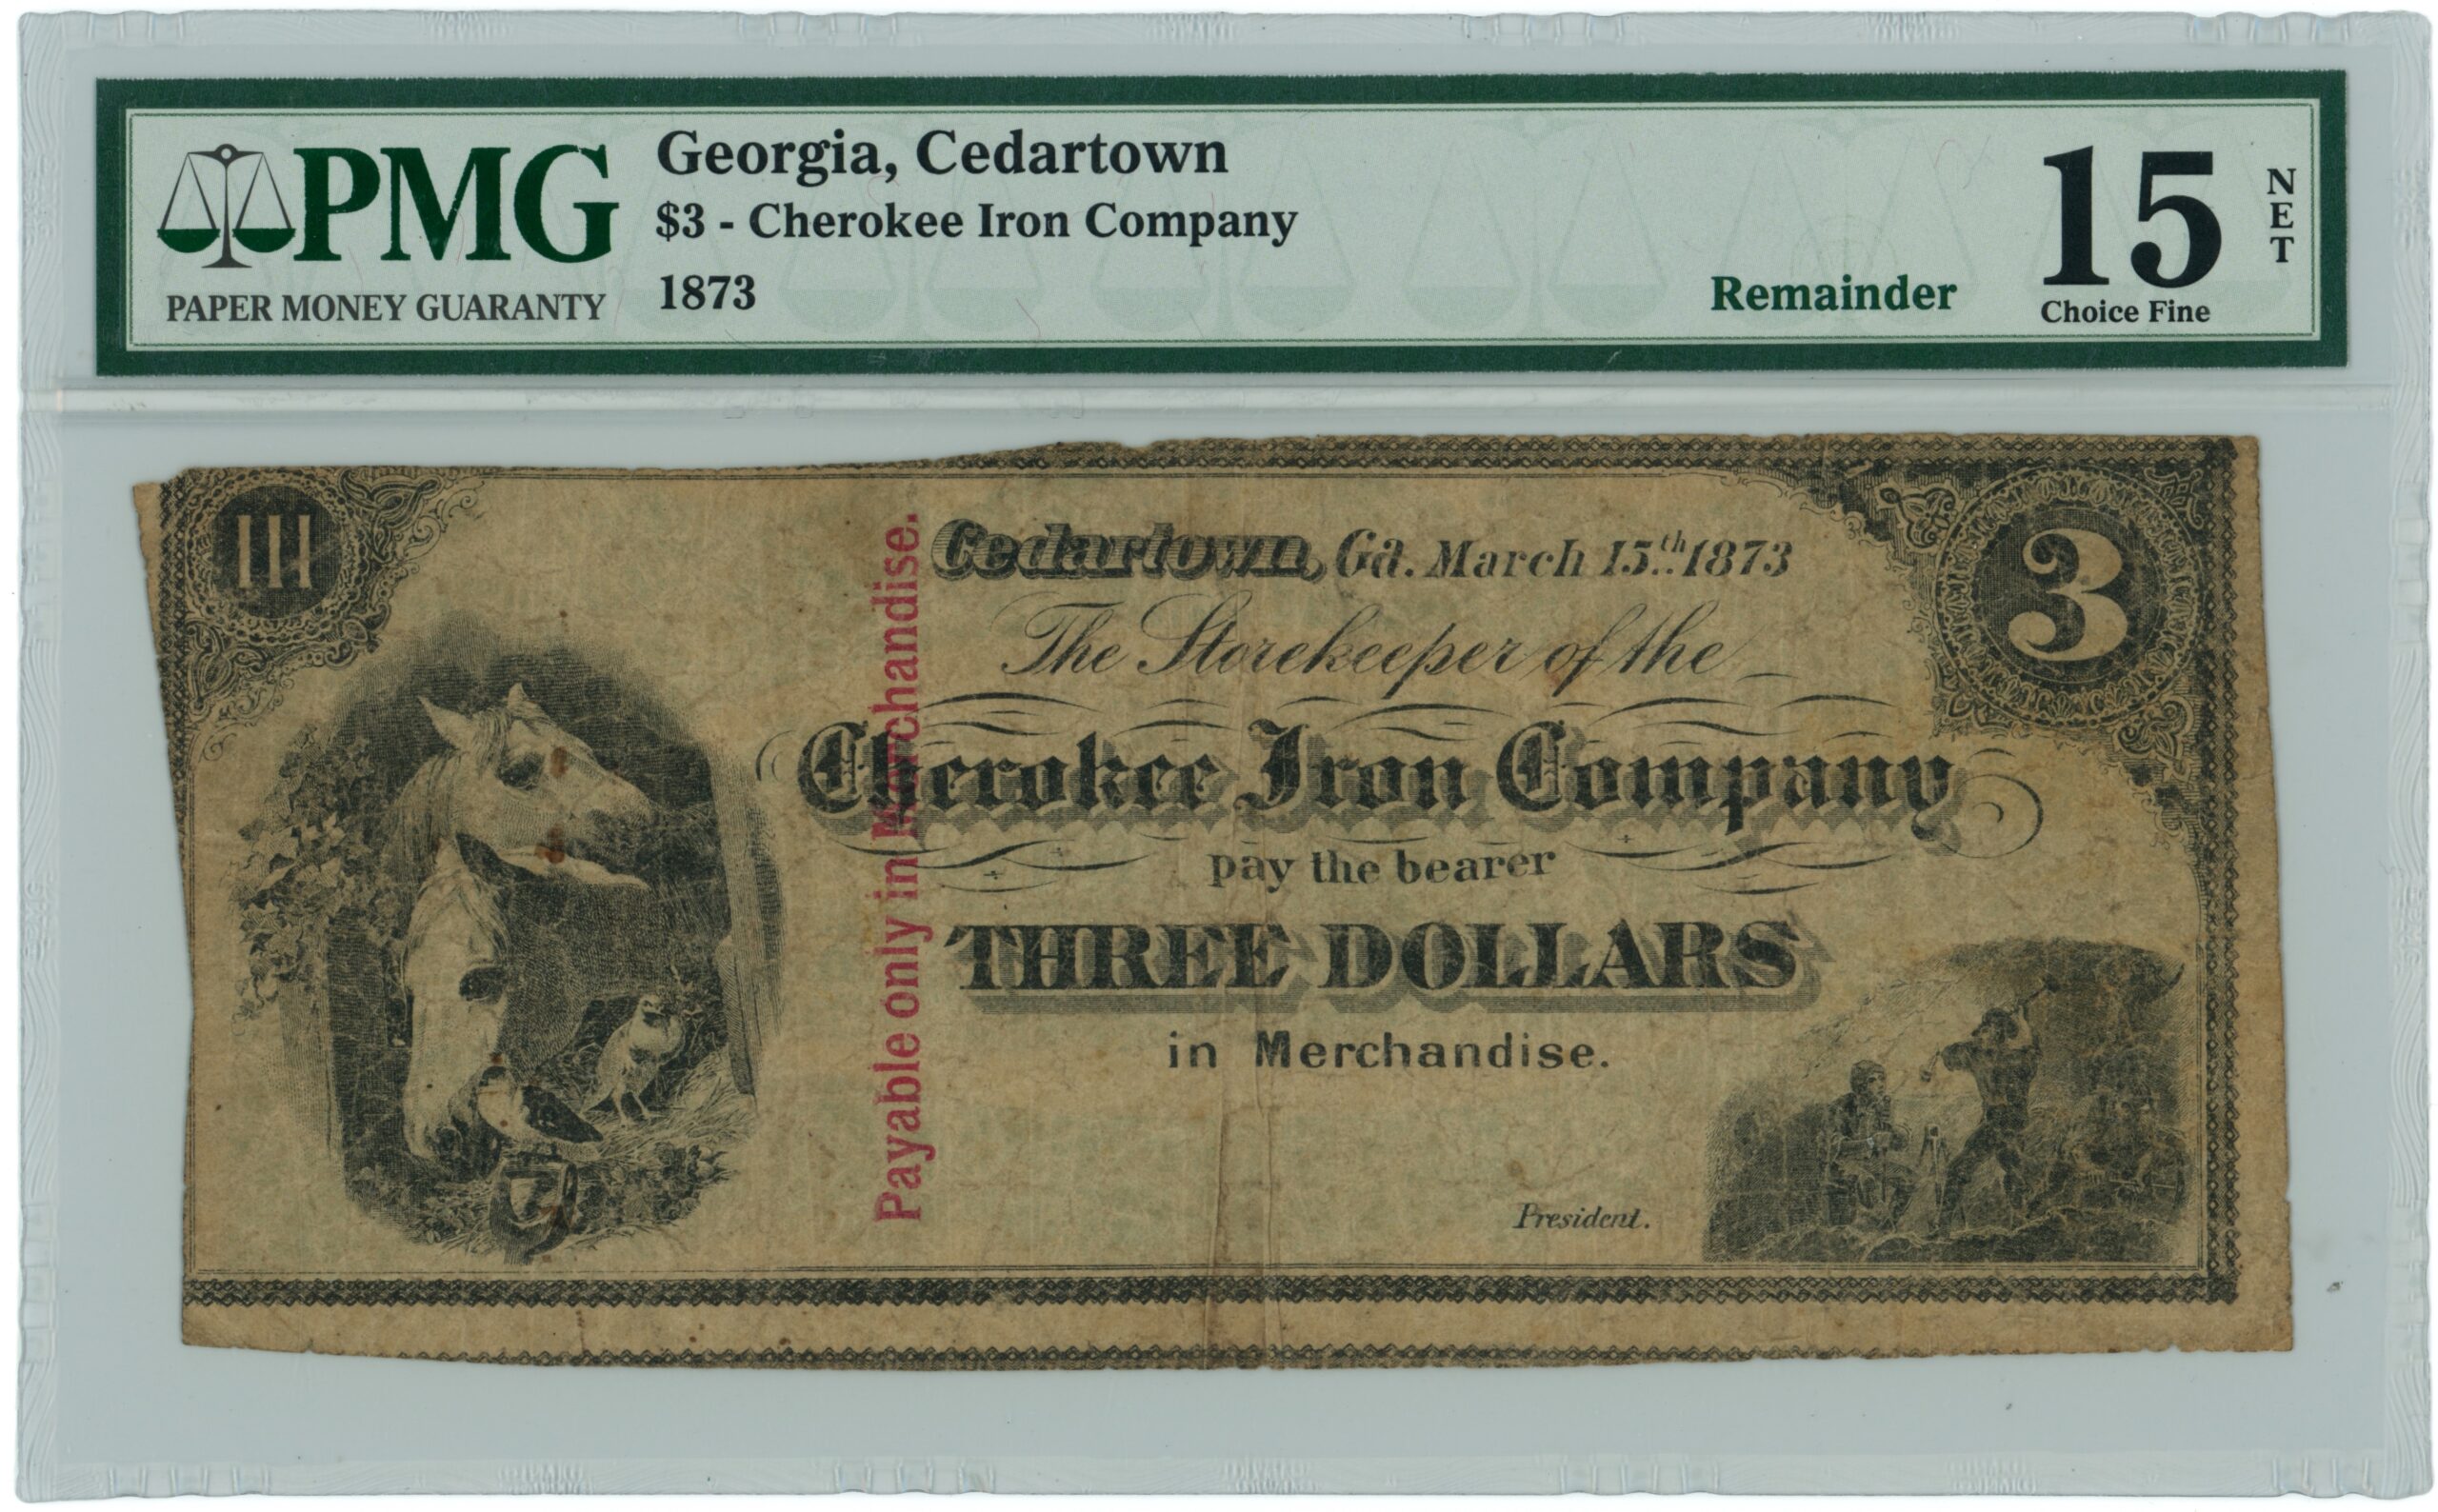 PMG
PAPER MONEY GUARANTY
Georgia, Cedartown
$3 - Cherokee Iron Company
1873
Remainder
15
NET
Choice Fine
III
3
Cedartown, Ga. March 15th 1873
The Storekeeper of the
Cherokee Iron Company
pay the bearer
THREE DOLLARS
in Merchandise.
President.
Payable only in Merchandise.